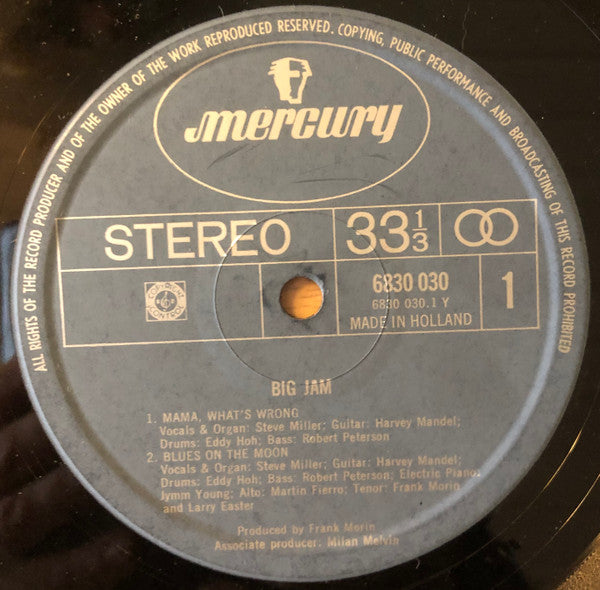 ALL RIGHTS OF THE RECORD PRODUCER AND OF THE OWNER OF THE WORK REPRODUCED RESERVED. COPYING, PUBLIC PERFORMANCE AND BROADCASTING OF THIS RECORD PROHIBITED
mercury
STEREO 33⅓
6830 030
6830 030.1 Y
MADE IN HOLLAND
1
BIG JAM
1. MAMA, WHAT'S WRONG
Vocals & Organ: Steve Miller; Guitar: Harvey Mandel;
Drums: Eddy Hoh; Bass: Robert Peterson
2. BLUES ON THE MOON
Vocals & Organ: Steve Miller; Guitar: Harvey Mandel;
Drums: Eddy Hoh; Bass: Robert Peterson; Electric Piano:
Jymm Young; Alto: Martin Fierro; Tenor: Frank Morin
and Larry Easter
Produced by Frank Morin
Associate producer: Milan Melvin